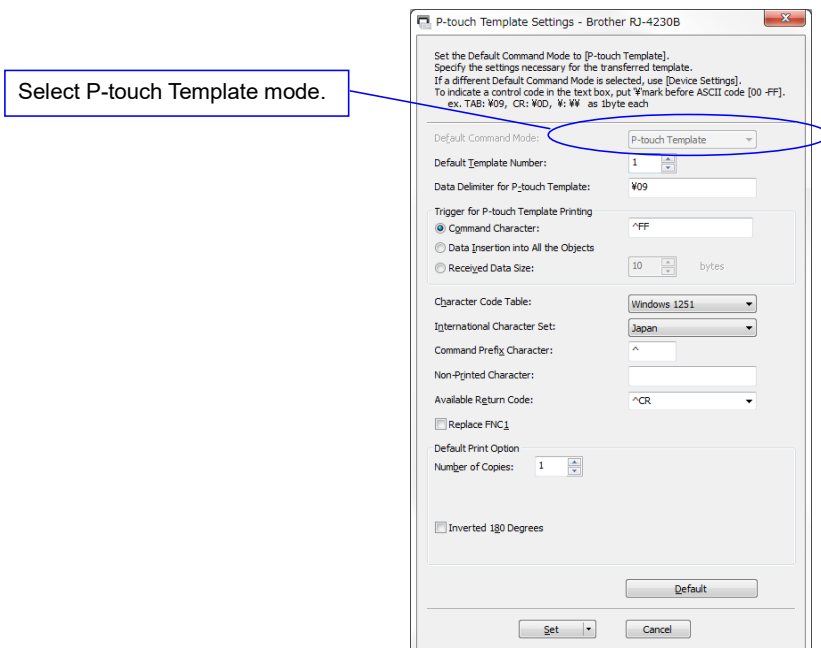 P-touch Template Settings - Brother RJ-4230B
Set the Default Command Mode to [P-touch Template].
Specify the settings necessary for the transferred template.
If a different Default Command Mode is selected, use [Device Settings].
To indicate a control code in the text box, put '¥'mark before ASCII code [00 -FF].
ex. TAB: ¥09, CR: ¥0D, ¥: ¥¥ as 1byte each
Select P-touch Template mode.
Default Command Mode: P-touch Template
Default Template Number: 1
Data Delimiter for P-touch Template: ¥09
Trigger for P-touch Template Printing
Command Character: ^FF
Data Insertion into All the Objects
Received Data Size: 10 bytes
Character Code Table: Windows 1251
International Character Set: Japan
Command Prefix Character: ^
Non-Printed Character:
Available Return Code: ^CR
Replace FNC1
Default Print Option
Number of Copies: 1
Inverted 180 Degrees
Default
Set Cancel